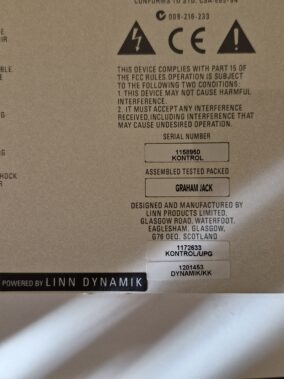 CONFORMS TO STD. CSA-E65-94
009-216-233
CE
THIS DEVICE COMPLIES WITH PART 15 OF
THE FCC RULES. OPERATION IS SUBJECT
TO THE FOLLOWING TWO CONDITIONS.
1. THIS DEVICE MAY NOT CAUSE HARMFUL
INTERFERENCE.
2. IT MUST ACCEPT ANY INTERFERENCE
RECEIVED, INCLUDING INTERFERENCE THAT
MAY CAUSE UNDESIRED OPERATION.
SERIAL NUMBER
1158950
KONTROL
ASSEMBLED TESTED PACKED
GRAHAM JACK
DESIGNED AND MANUFACTURED BY
LINN PRODUCTS LIMITED,
GLASGOW ROAD, WATERFOOT,
EAGLESHAM, GLASGOW,
G76 0EQ. SCOTLAND
1172633
KONTROL/UPG
1201453
DYNAMIK/KK
POWERED BY LINN DYNAMIK